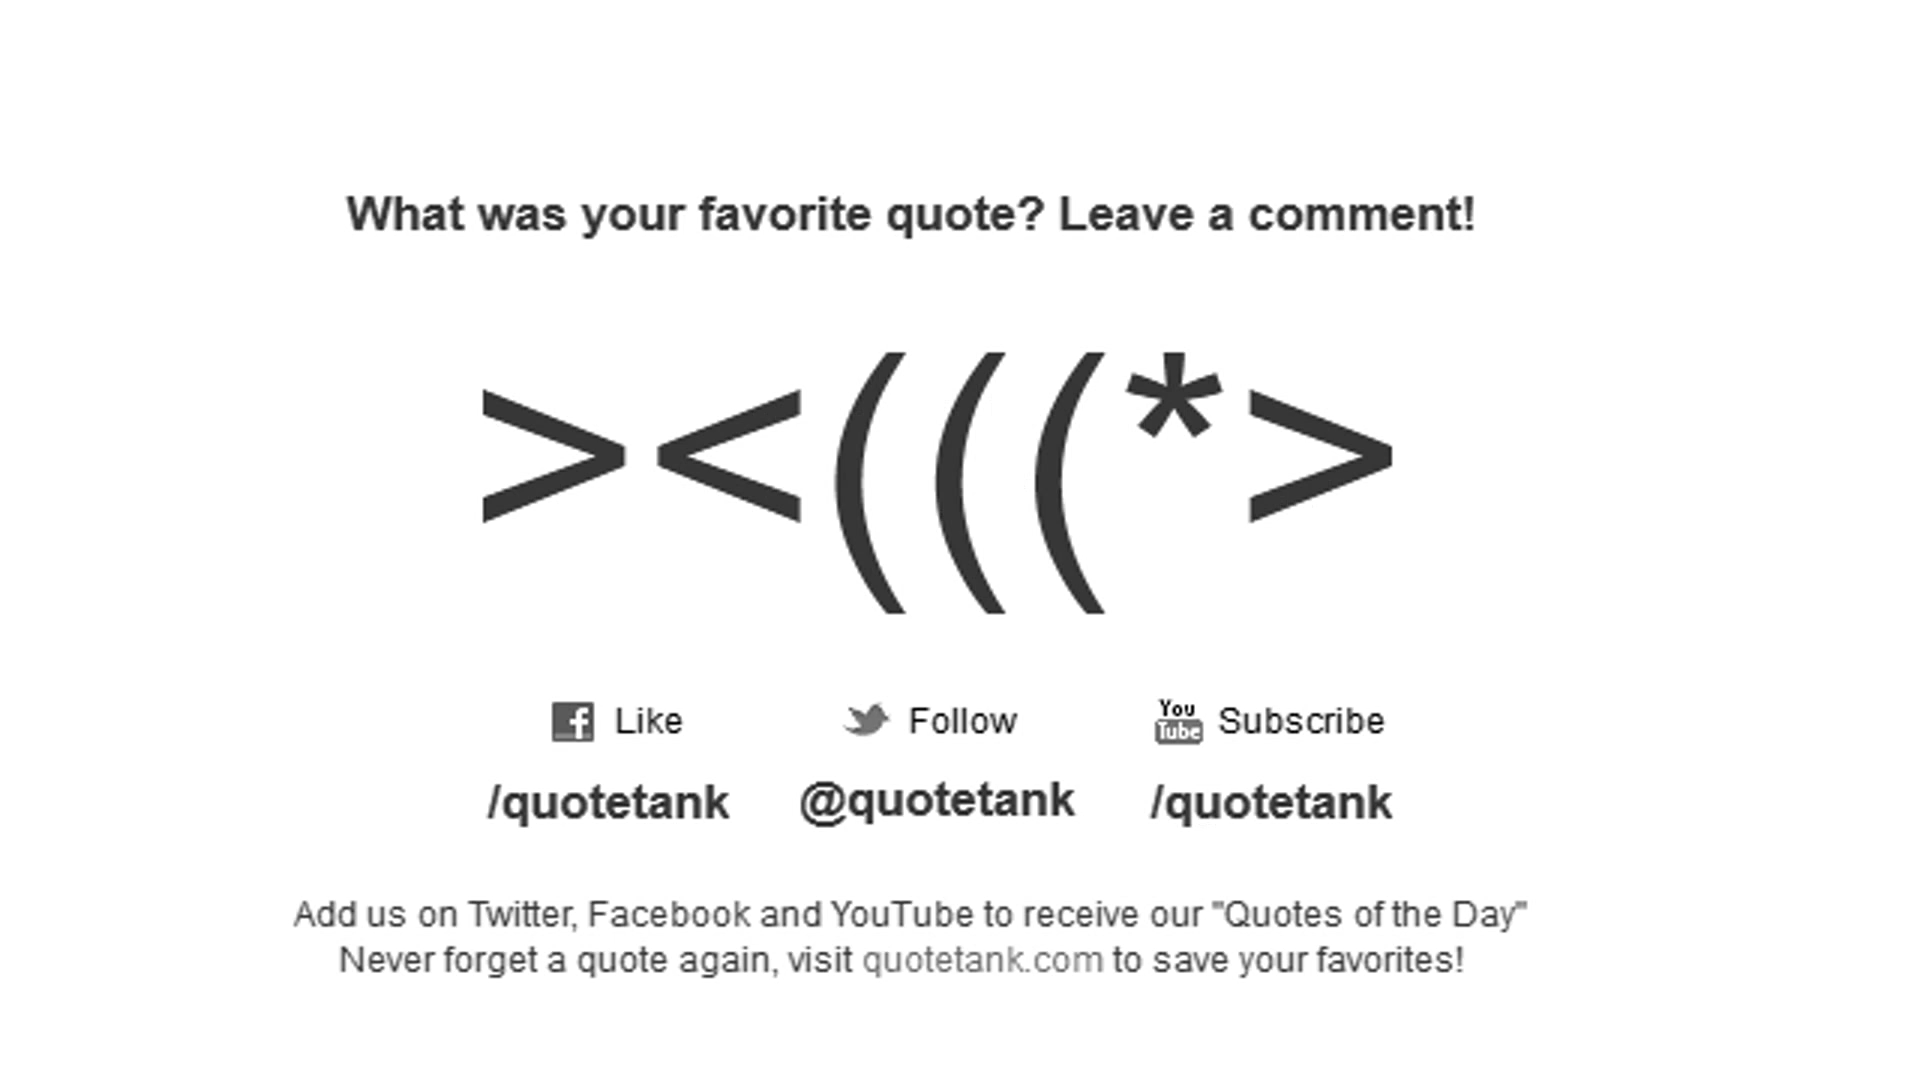 What was your favorite quote? Leave a comment!
><(((*>
f Like Follow You Tube Subscribe
/quotetank @quotetank /quotetank
Add us on Twitter, Facebook and YouTube to receive our "Quotes of the Day"
Never forget a quote again, visit quotetank.com to save your favorites!